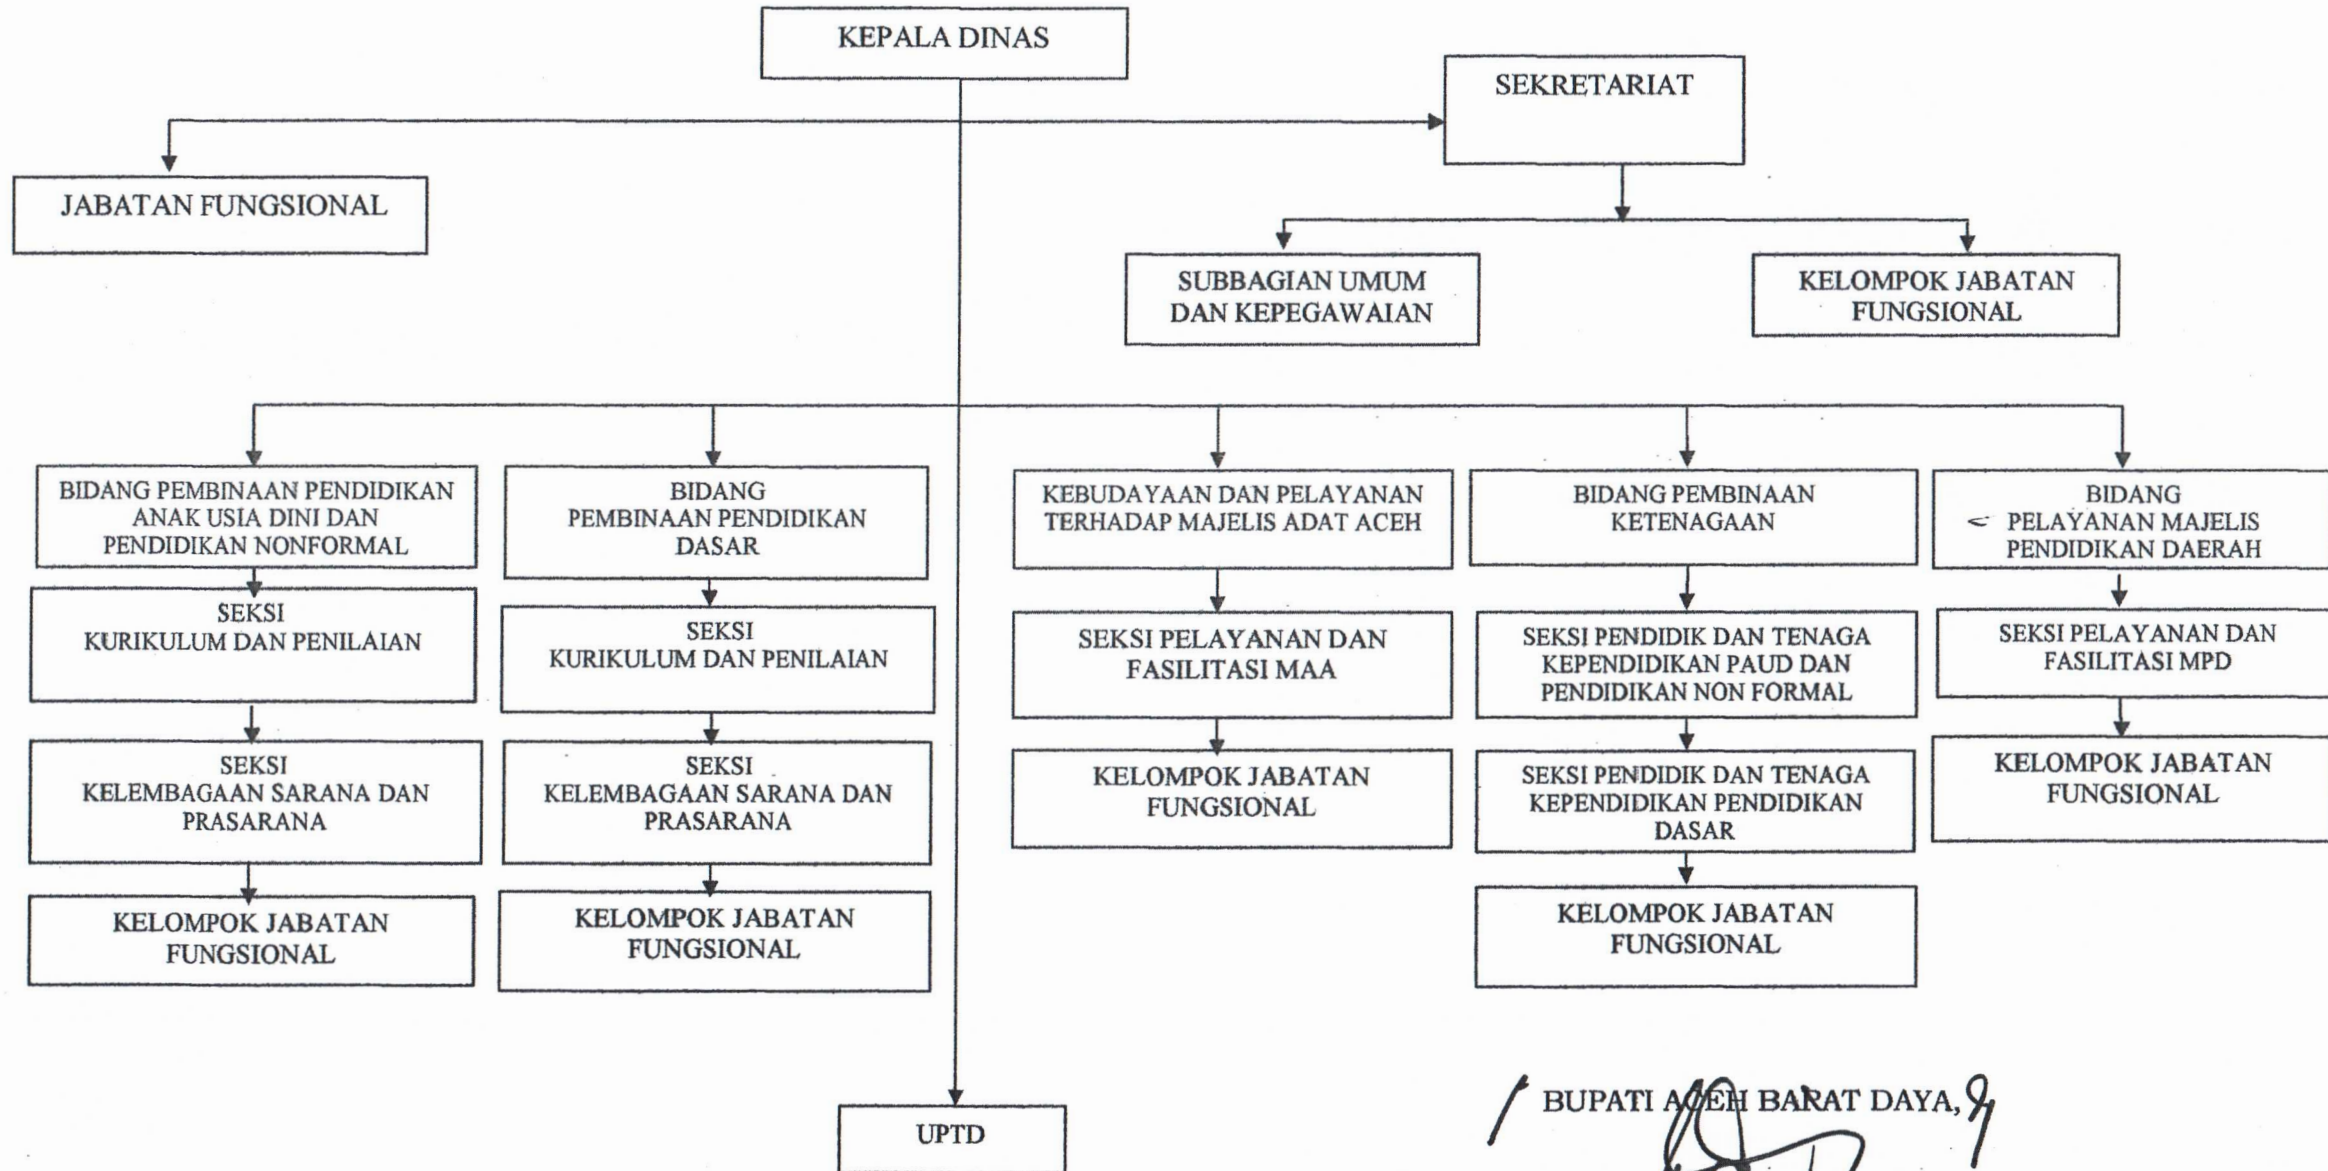 KEPALA DINAS
SEKRETARIAT
JABATAN FUNGSIONAL
SUBBAGIAN UMUM
DAN KEPEGAWAIAN
KELOMPOK JABATAN
FUNGSIONAL
BIDANG PEMBINAAN PENDIDIKAN
ANAK USIA DINI DAN
PENDIDIKAN NONFORMAL
SEKSI
KURIKULUM DAN PENILAIAN
SEKSI
KELEMBAGAAN SARANA DAN
PRASARANA
KELOMPOK JABATAN
FUNGSIONAL
BIDANG
PEMBINAAN PENDIDIKAN
DASAR
SEKSI
KURIKULUM DAN PENILAIAN
SEKSI
KELEMBAGAAN SARANA DAN
PRASARANA
KELOMPOK JABATAN
FUNGSIONAL
KEBUDAYAAN DAN PELAYANAN
TERHADAP MAJELIS ADAT ACEH
SEKSI PELAYANAN DAN
FASILITASI MAA
KELOMPOK JABATAN
FUNGSIONAL
BIDANG PEMBINAAN
KETENAGAAN
SEKSI PENDIDIK DAN TENAGA
KEPENDIDIKAN PAUD DAN
PENDIDIKAN NON FORMAL
SEKSI PENDIDIK DAN TENAGA
KEPENDIDIKAN PENDIDIKAN
DASAR
KELOMPOK JABATAN
FUNGSIONAL
BIDANG
PELAYANAN MAJELIS
PENDIDIKAN DAERAH
SEKSI PELAYANAN DAN
FASILITASI MPD
KELOMPOK JABATAN
FUNGSIONAL
UPTD
BUPATI ACEH BARAT DAYA,